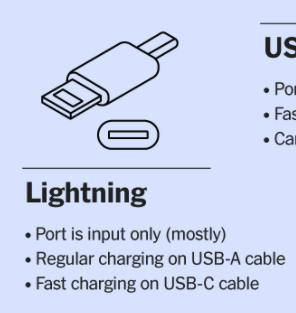 Lightning
• Port is input only (mostly)
• Regular charging on USB-A cable
• Fast charging on USB-C cable
US
• Por
• Fas
• Ca